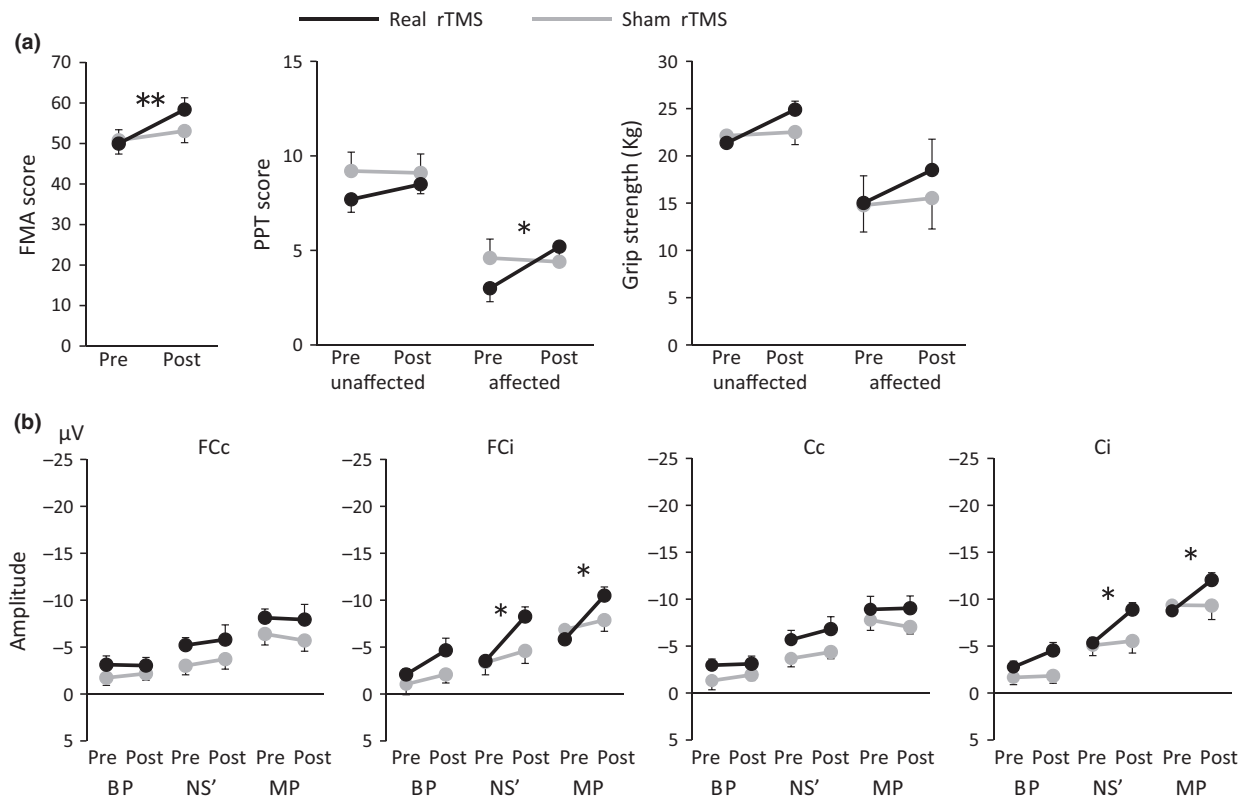 Real rTMS Sham rTMS
(a)
FMA score
70
60
50
40
30
20
10
0
Pre Post
**
PPT score
15
10
5
0
*
Pre Post Pre Post
unaffected affected
Grip strength (Kg)
30
25
20
15
10
5
0
Pre Post Pre Post
unaffected affected
(b)
µV
Amplitude
FCc
−25
−20
−15
−10
−5
0
5
Pre Post Pre Post Pre Post
BP NS’ MP
FCi
−25
−20
−15
−10
−5
0
5
* *
Pre Post Pre Post Pre Post
BP NS’ MP
Cc
−25
−20
−15
−10
−5
0
5
Pre Post Pre Post Pre Post
BP NS’ MP
Ci
−25
−20
−15
−10
−5
0
5
* *
Pre Post Pre Post Pre Post
BP NS’ MP